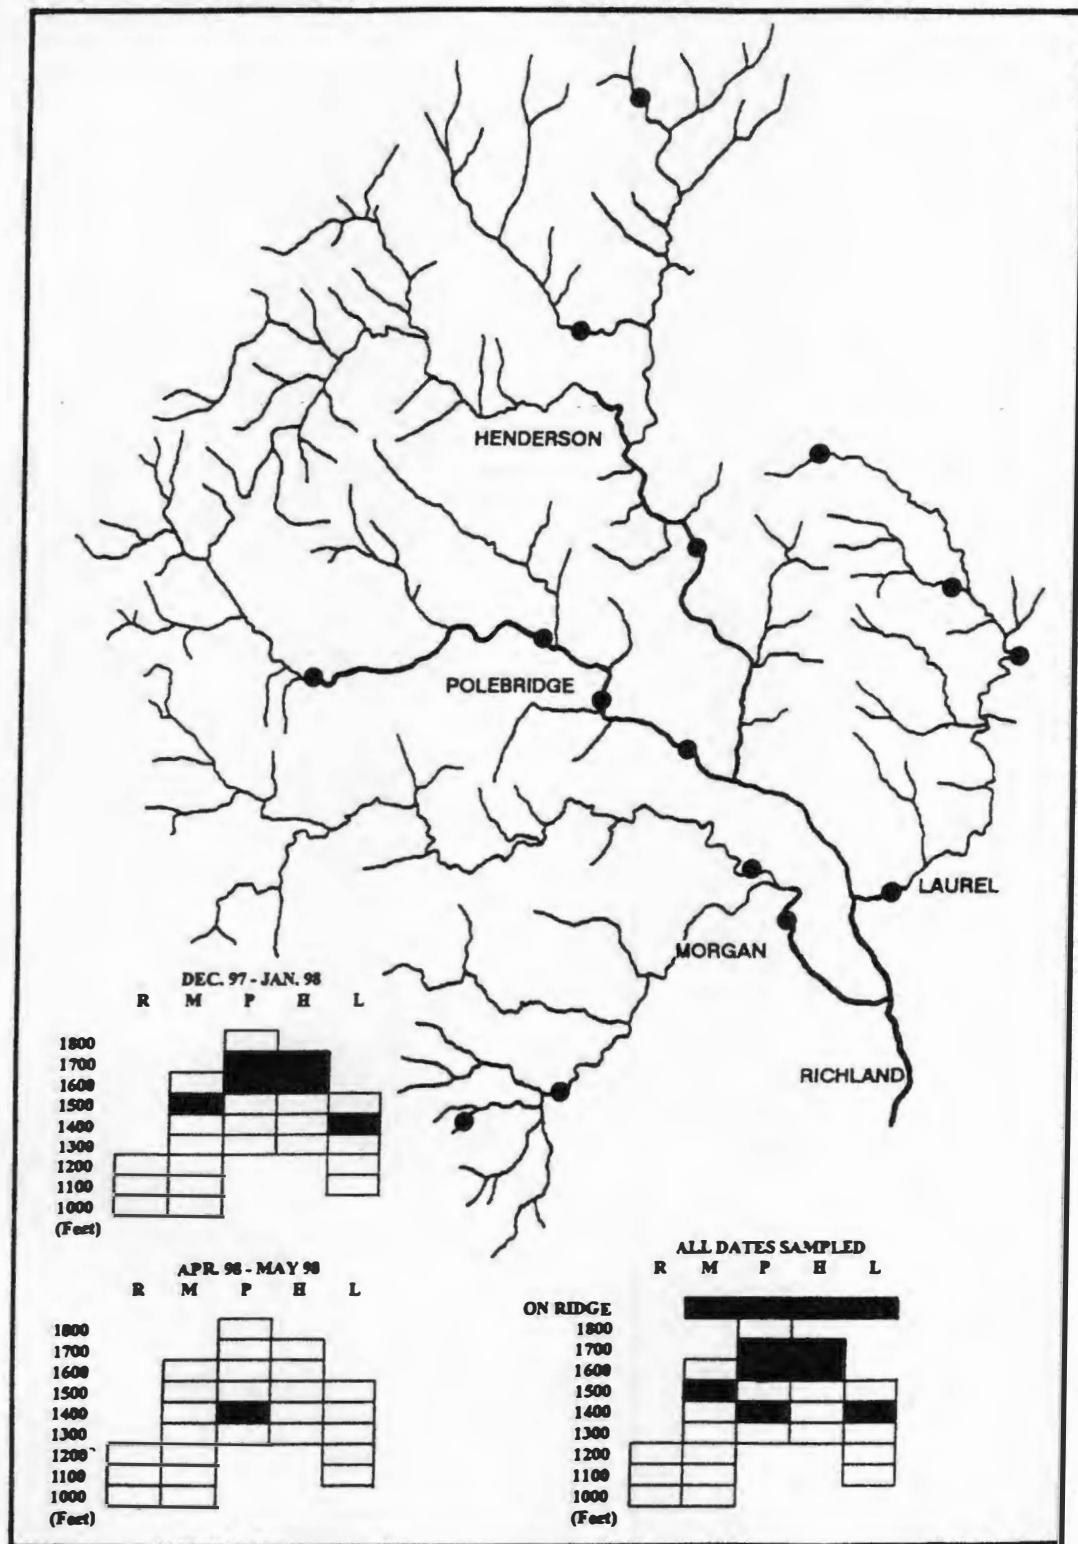 HENDERSON
POLEBRIDGE
LAUREL
MORGAN
RICHLAND
DEC. 97 - JAN. 98
R M P H L
1800
1700
1600
1500
1400
1300
1200
1100
1000
(Feet)
APR. 98 - MAY 98
R M P H L
1800
1700
1600
1500
1400
1300
1200
1100
1000
(Feet)
ALL DATES SAMPLED
R M P H L
ON RIDGE
1800
1700
1600
1500
1400
1300
1200
1100
1000
(Feet)